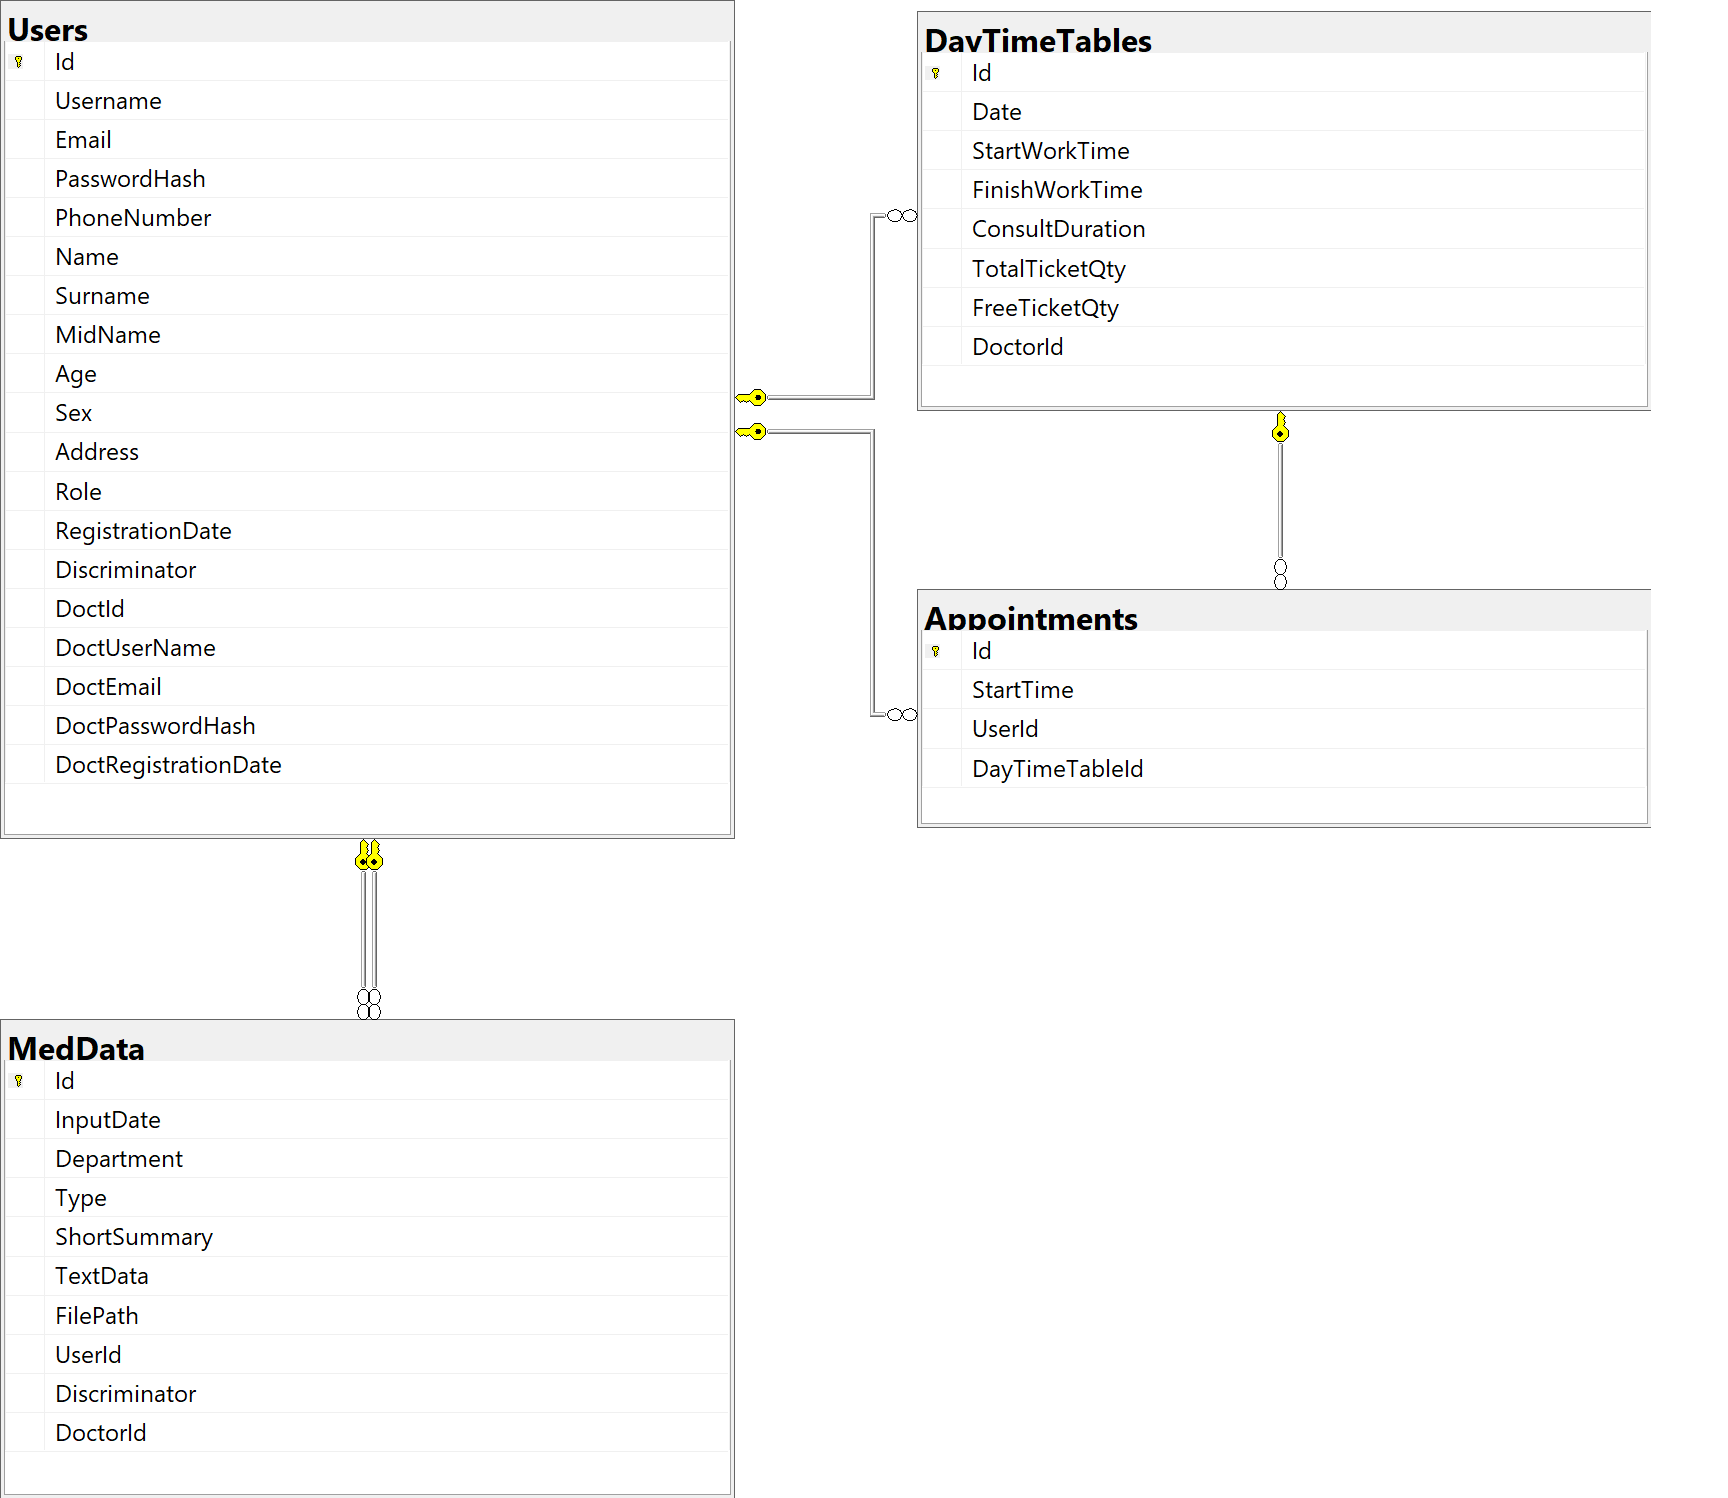 Users
Id
Username
Email
PasswordHash
PhoneNumber
Name
Surname
MidName
Age
Sex
Address
Role
RegistrationDate
Discriminator
DoctId
DoctUserName
DoctEmail
DoctPasswordHash
DoctRegistrationDate
DayTimeTables
Id
Date
StartWorkTime
FinishWorkTime
ConsultDuration
TotalTicketQty
FreeTicketQty
DoctorId
Appointments
Id
StartTime
UserId
DayTimeTableId
MedData
Id
InputDate
Department
Type
ShortSummary
TextData
FilePath
UserId
Discriminator
DoctorId